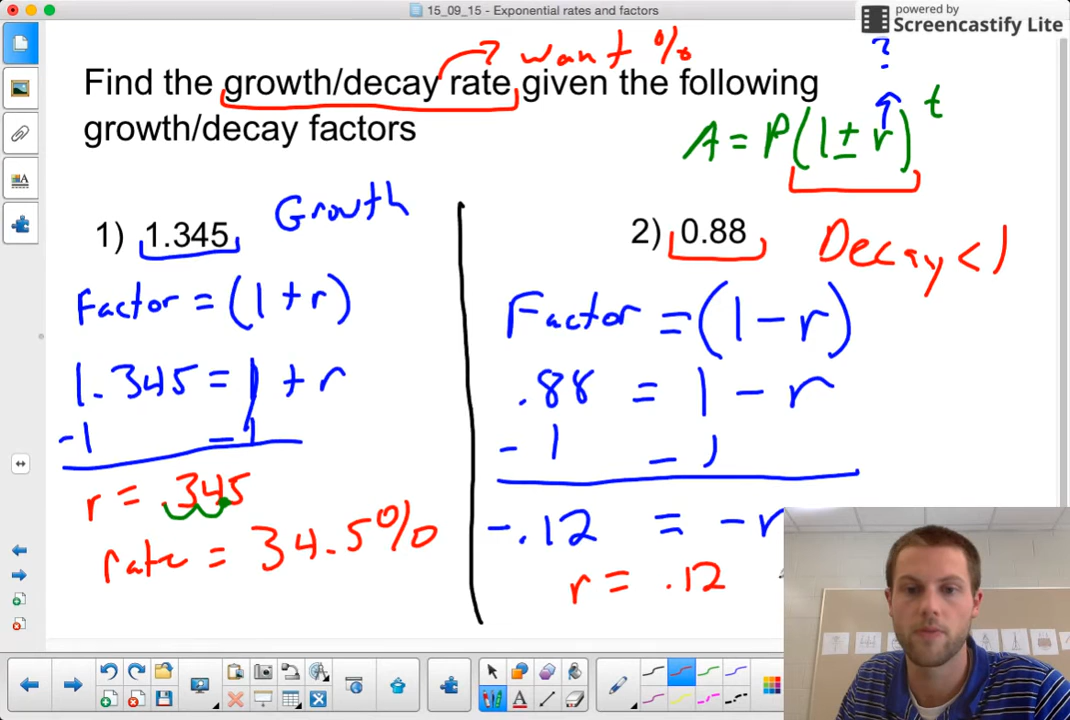 15_09_15 - Exponential rates and factors
powered by
Screencastify Lite
? want %
?
Find the growth/decay rate given the following
growth/decay factors
A = P(1 ± r)^t
1) 1.345 Growth
Factor = (1 + r)
1.345 = 1 + r
-1 -1
r = .345
rate = 34.5%
2) 0.88 Decay < 1
Factor = (1 - r)
.88 = 1 - r
- 1 - 1
-.12 = -r
r = .12